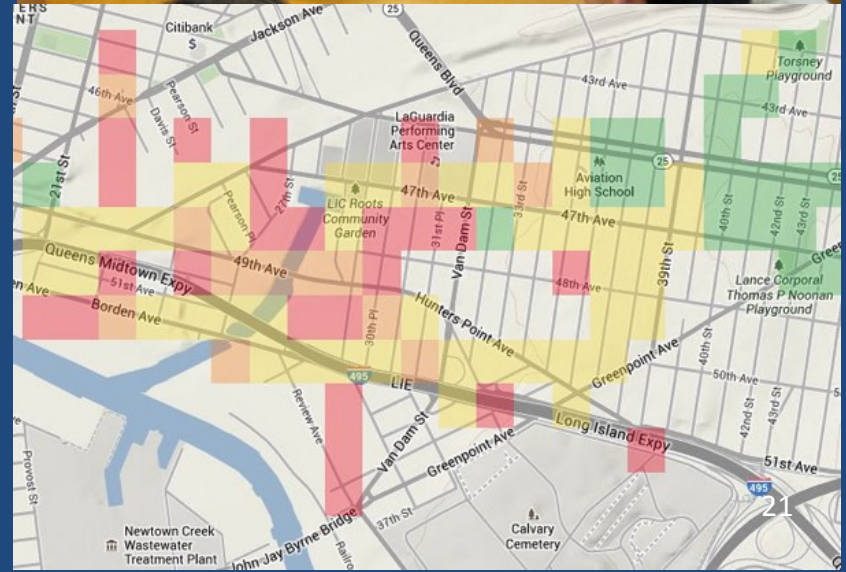 ERS
NT
Citibank
$
Jackson Ave
25
Queens Blvd
43rd Ave
Torsney
Playground
43rd Ave
46th Ave
Pearson St
Davis St
LaGuardia
Performing
Arts Center
25
25
21st St
Aviation
High School
47th Ave
33rd St
27th St
Pearson Pl
LIC Roots
Community
Garden
31st Pl
Van Dam St
47th Ave
40th St
42nd St
43rd St
39th St
Queens Midtown Expy
49th Ave
48th Ave
51st Ave
en Ave
Borden Ave
30th Pl
Hunters Point Ave
Lance Corporal
Thomas P Noonan
Playground
Green
40th St
Greenpoint Ave
50th Ave
495
LIE
Review Ave
Van Dam St
Long Island Expy
42nd St
43rd St
Greenpoint Ave
51st Ave
495
21
Provost St
37th St
Newtown Creek
Wastewater
Treatment Plant
John Jay Byrne Bridge
Railro
Calvary
Cemetery